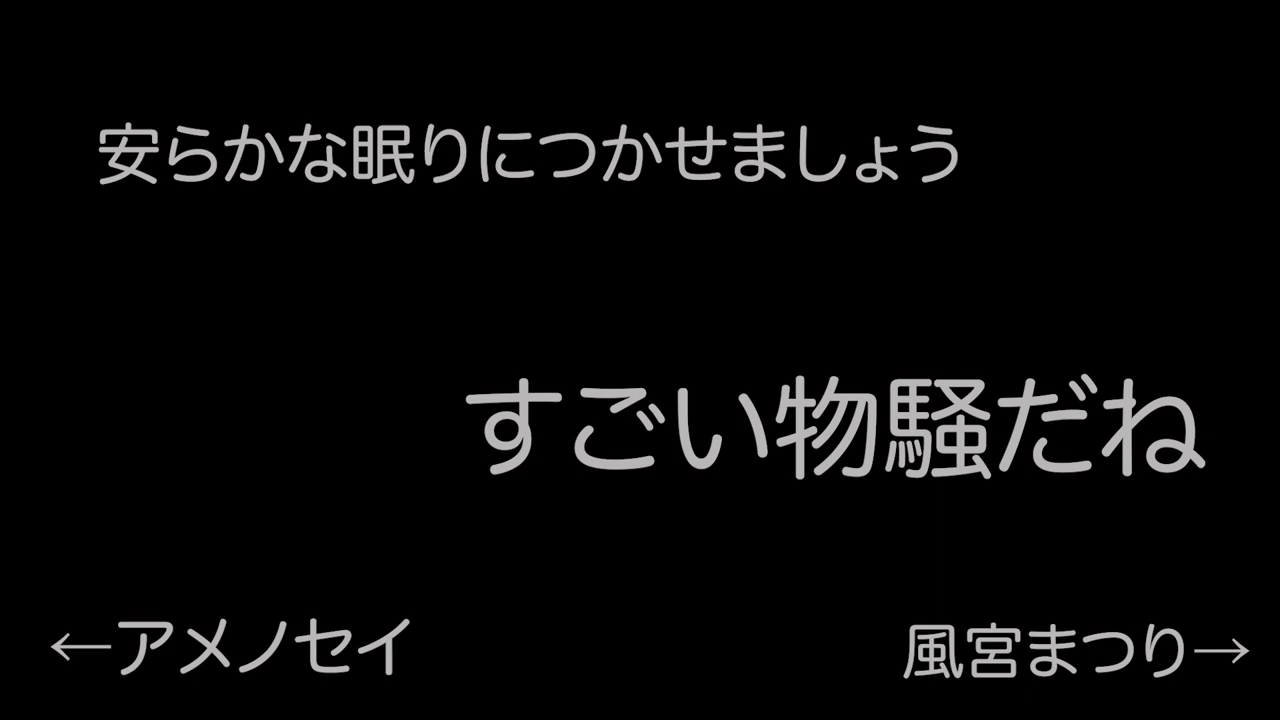 安らかな眠りにつかせましょう
すごい物騒だね
←アメノセイ
風宮まつり→